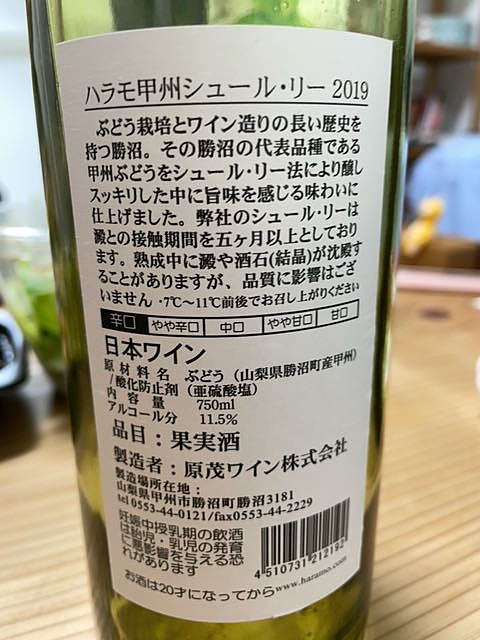 ハラモ甲州シュール・リー 2019
ぶどう栽培とワイン造りの長い歴史を
持つ勝沼。その勝沼の代表品種である
甲州ぶどうをシュール・リー法により醸し
スッキリした中に旨味を感じる味わいに
仕上げました。弊社のシュール・リーは
澱との接触期間を五ヶ月以上としており
ます。熟成中に澱や酒石(結晶)が沈殿す
ることがありますが、品質に影響はござ
いません ・7℃〜11℃前後でお召し上がりください
辛口 やや辛口 中口 やや甘口 甘口
日本ワイン
原材料名 ぶどう（山梨県勝沼町産甲州）
/酸化防止剤（亜硫酸塩）
内容量 750ml
アルコール分 11.5%
品目：果実酒
製造者：原茂ワイン株式会社
製造場所在地：
山梨県甲州市勝沼町勝沼3181
tel 0553-44-0121/fax0553-44-2229
妊娠中授乳期の飲酒
は胎児・乳児の発育
に悪影響を与える恐
れがあります
4 510731 212192
お酒は20才になってから www.haramo.com